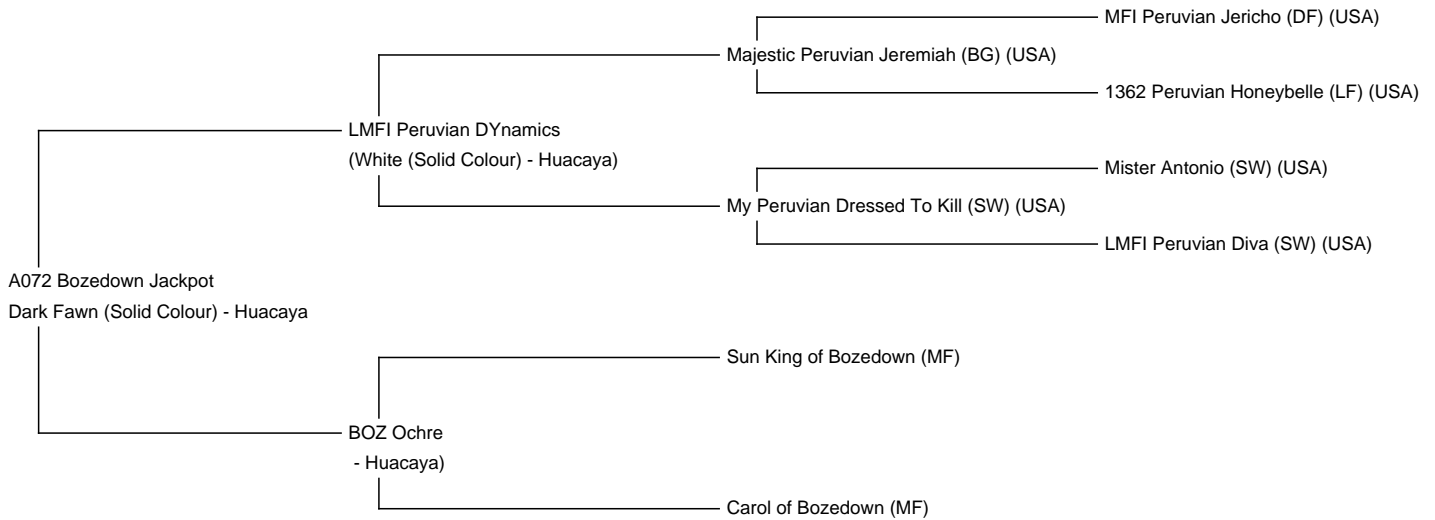 MFI Peruvian Jericho (DF) (USA)
Majestic Peruvian Jeremiah (BG) (USA)
1362 Peruvian Honeybelle (LF) (USA)
LMFI Peruvian DYnamics
(White (Solid Colour) - Huacaya)
Mister Antonio (SW) (USA)
My Peruvian Dressed To Kill (SW) (USA)
LMFI Peruvian Diva (SW) (USA)
A072 Bozedown Jackpot
Dark Fawn (Solid Colour) - Huacaya
Sun King of Bozedown (MF)
BOZ Ochre
- Huacaya)
Carol of Bozedown (MF)